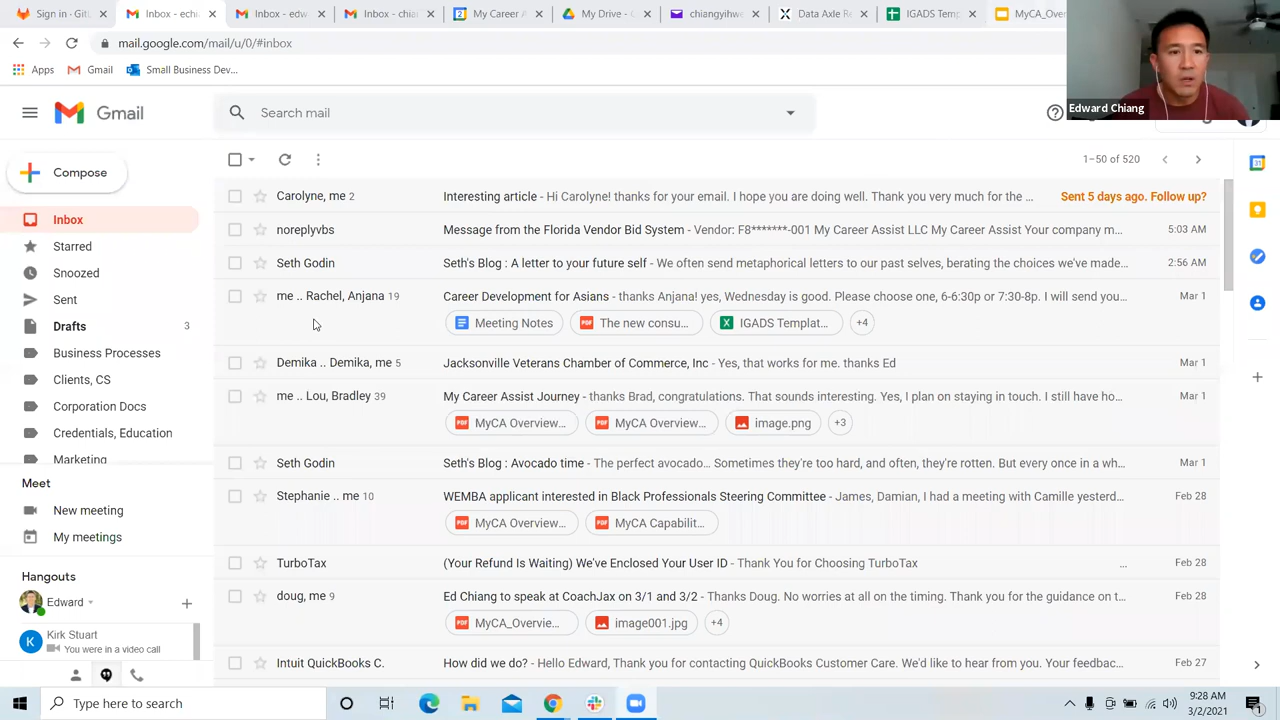 Sign in · Git
Inbox - echi
Inbox - edw
Inbox - chia
My Career A
My Drive - G
chiangyihwe
Data Axle Re
IGADS Temp
MyCA_Ove
mail.google.com/mail/u/0/#inbox
Apps
Gmail
Small Business Dev...
Edward Chiang
Gmail
Search mail
Compose
1–50 of 520
Inbox
Starred
Snoozed
Sent
Drafts 3
Business Processes
Clients, CS
Corporation Docs
Credentials, Education
Marketing
Meet
New meeting
My meetings
Hangouts
Edward
K
Kirk Stuart
You were in a video call
Carolyne, me 2 Interesting article - Hi Carolyne! thanks for your email. I hope you are doing well. Thank you very much for the ... Sent 5 days ago. Follow up?
noreplyvbs Message from the Florida Vendor Bid System - Vendor: F8*******-001 My Career Assist LLC My Career Assist Your company m... 5:03 AM
Seth Godin Seth's Blog : A letter to your future self - We often send metaphorical letters to our past selves, berating the choices we've made... 2:56 AM
me .. Rachel, Anjana 19 Career Development for Asians - thanks Anjana! yes, Wednesday is good. Please choose one, 6-6:30p or 7:30-8p. I will send you... Mar 1
Meeting Notes PDF The new consu... X IGADS Templat... +4
Demika .. Demika, me 5 Jacksonville Veterans Chamber of Commerce, Inc - Yes, that works for me. thanks Ed Mar 1
me .. Lou, Bradley 39 My Career Assist Journey - thanks Brad, congratulations. That sounds interesting. Yes, I plan on staying in touch. I still have ho... Mar 1
PDF MyCA Overview... PDF MyCA Overview... image.png +3
Seth Godin Seth's Blog : Avocado time - The perfect avocado... Sometimes they're too hard, and often, they're rotten. But every once in a wh... Mar 1
Stephanie .. me 10 WEMBA applicant interested in Black Professionals Steering Committee - James, Damian, I had a meeting with Camille yesterd... Feb 28
PDF MyCA Overview... PDF MyCA Capabilit...
TurboTax (Your Refund Is Waiting) We've Enclosed Your User ID - Thank You for Choosing TurboTax ... Feb 28
doug, me 9 Ed Chiang to speak at CoachJax on 3/1 and 3/2 - Thanks Doug. No worries at all on the timing. Thank you for the guidance on t... Feb 28
PDF MyCA_Overvie... image001.jpg +4
Intuit QuickBooks C. How did we do? - Hello Edward, Thank you for contacting QuickBooks Customer Care. We'd like to hear from you. Your feedbac... Feb 27
Type here to search
9:28 AM
3/2/2021